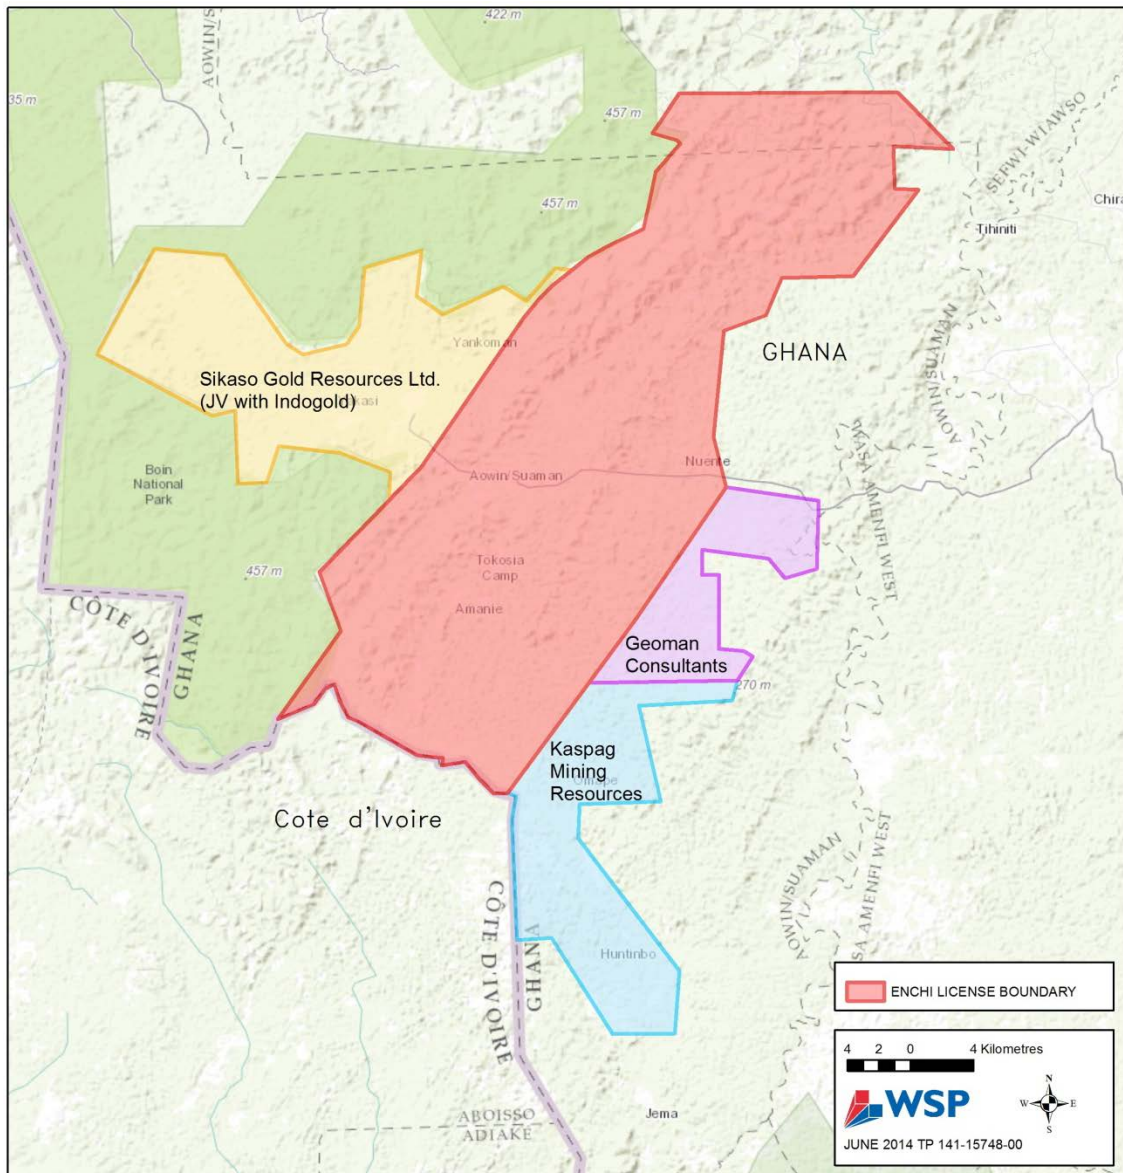 422 m
AOWIN/S
35 m
457 m
SEFWI-WIAWSO
457 m
Chira
Tihiniti
Yankoman
GHANA
AOWIN/SUAMAN
Sikaso Gold Resources Ltd.
(JV with Indogold)
WASA AMENFI WEST
Boin
National
Park
Aowin/Suaman
Nuente
Tokosia
Camp
457 m
Amanie
CÔTE D'IVOIRE
GHANA
Geoman
Consultants
270 m
Kaspag
Mining
Resources
Cote d'Ivoire
AOWIN/SUAMAN
SA AMENFI WEST
CÔTE D'IVOIRE
GHANA
Huntinbo
ENCHI LICENSE BOUNDARY
4 2 0 4 Kilometres
WSP
N
W E
S
JUNE 2014 TP 141-15748-00
ABOISSO
ADIAKE
Jema